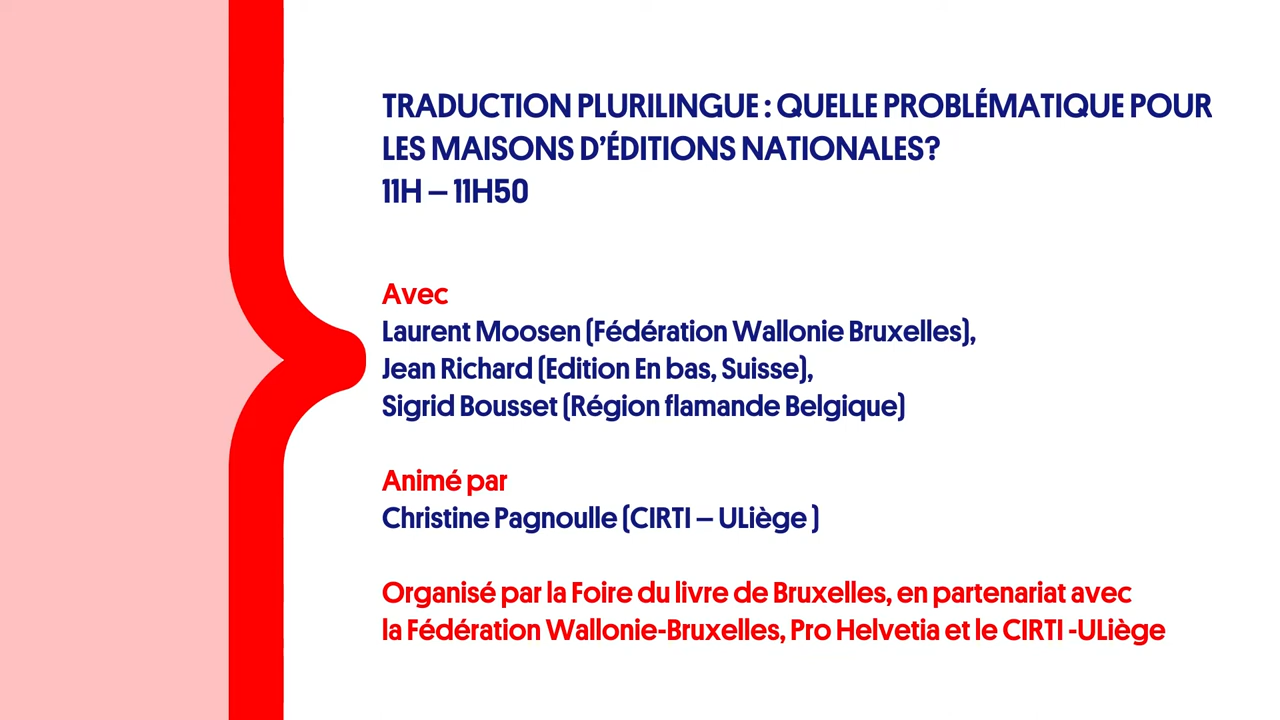 TRADUCTION PLURILINGUE : QUELLE PROBLÉMATIQUE POUR
LES MAISONS D’ÉDITIONS NATIONALES?
11H – 11H50
Avec
Laurent Moosen (Fédération Wallonie Bruxelles),
Jean Richard (Edition En bas, Suisse),
Sigrid Bousset (Région flamande Belgique)
Animé par
Christine Pagnoulle (CIRTI – ULiège )
Organisé par la Foire du livre de Bruxelles, en partenariat avec
la Fédération Wallonie-Bruxelles, Pro Helvetia et le CIRTI -ULiège